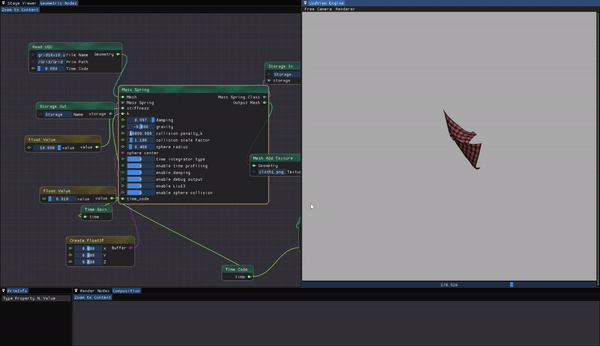 Stage Viewer Geometric Nodes
Zoom to Content
UsdView Engine
Free Camera Renderer
Read USD
File Name Geometry
/Grid/Grid Prim Path
0.000 Time Code
Storage Out
Storage Name storage
Float Value
value value
Float Value
value value
Time Gain
time
Create Float3f
X Buffer
Y
Z
Mass Spring
Mesh Mass Spring Class
Mass Spring Output Mesh
stiffness
h
damping
gravity
collision penalty_k
collision scale factor
sphere radius
sphere center
time integrator type
enable time profiling
enable damping
enable debug output
enable Liu13
enable sphere collision
time_code
Storage In
Storage
storage
Mesh Add Texture
Geometry
cloth1.png Textu
Time Code
time
PrimInfo
Type Property N Value
Render Nodes Composition
Zoom to Content